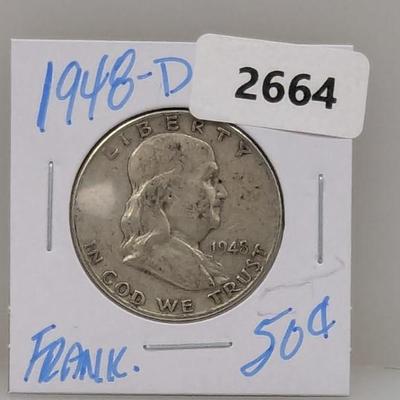 1948-D
2664
LIBERTY
1948
IN GOD WE TRUST
FRANK.
50¢